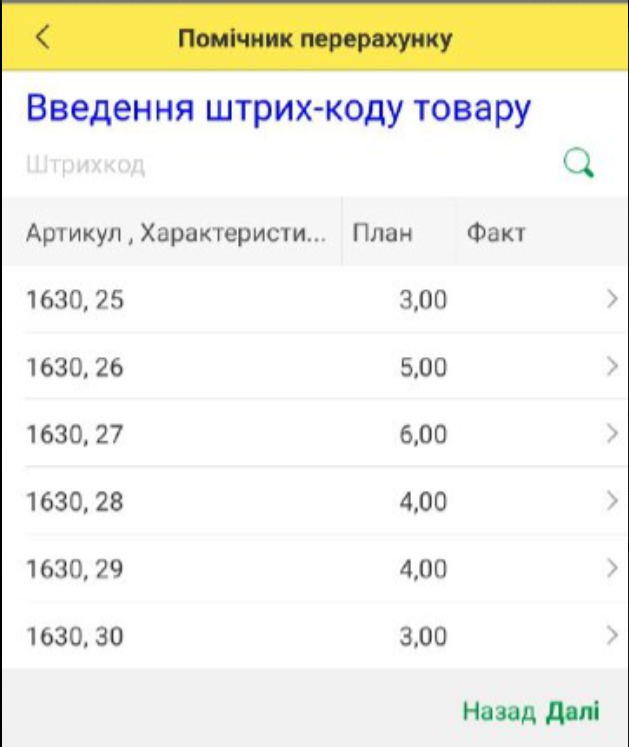 Помічник перерахунку
Введення штрих-коду товару
Штрихкод
Артикул , Характеристи... План Факт
1630, 25 3,00
1630, 26 5,00
1630, 27 6,00
1630, 28 4,00
1630, 29 4,00
1630, 30 3,00
Назад Далі